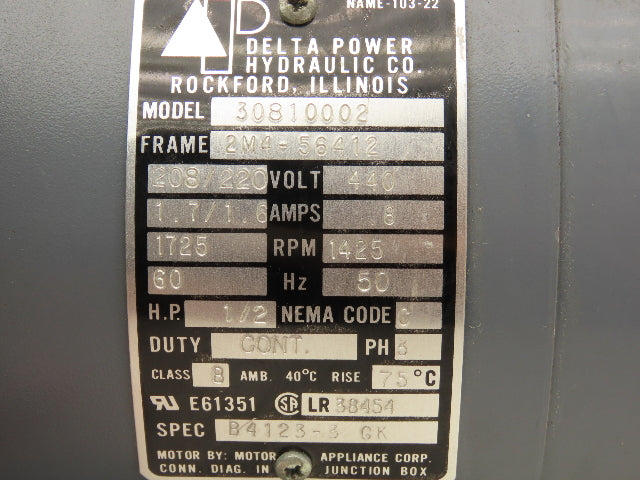 NAME-103-22
D
DELTA POWER
HYDRAULIC CO.
ROCKFORD, ILLINOIS
MODEL 30810002
FRAME 2M4-56412
208/220 VOLT 440
1.7/1.6 AMPS .8
1725 RPM 1425
60 Hz 50
H.P. 1/2 NEMA CODE C
DUTY CONT. PH 3
CLASS B AMB. 40°C RISE 75°C
RU E61351 SA LR 38454
SPEC B4123-3 GK
MOTOR BY: MOTOR APPLIANCE CORP.
CONN. DIAG. IN JUNCTION BOX